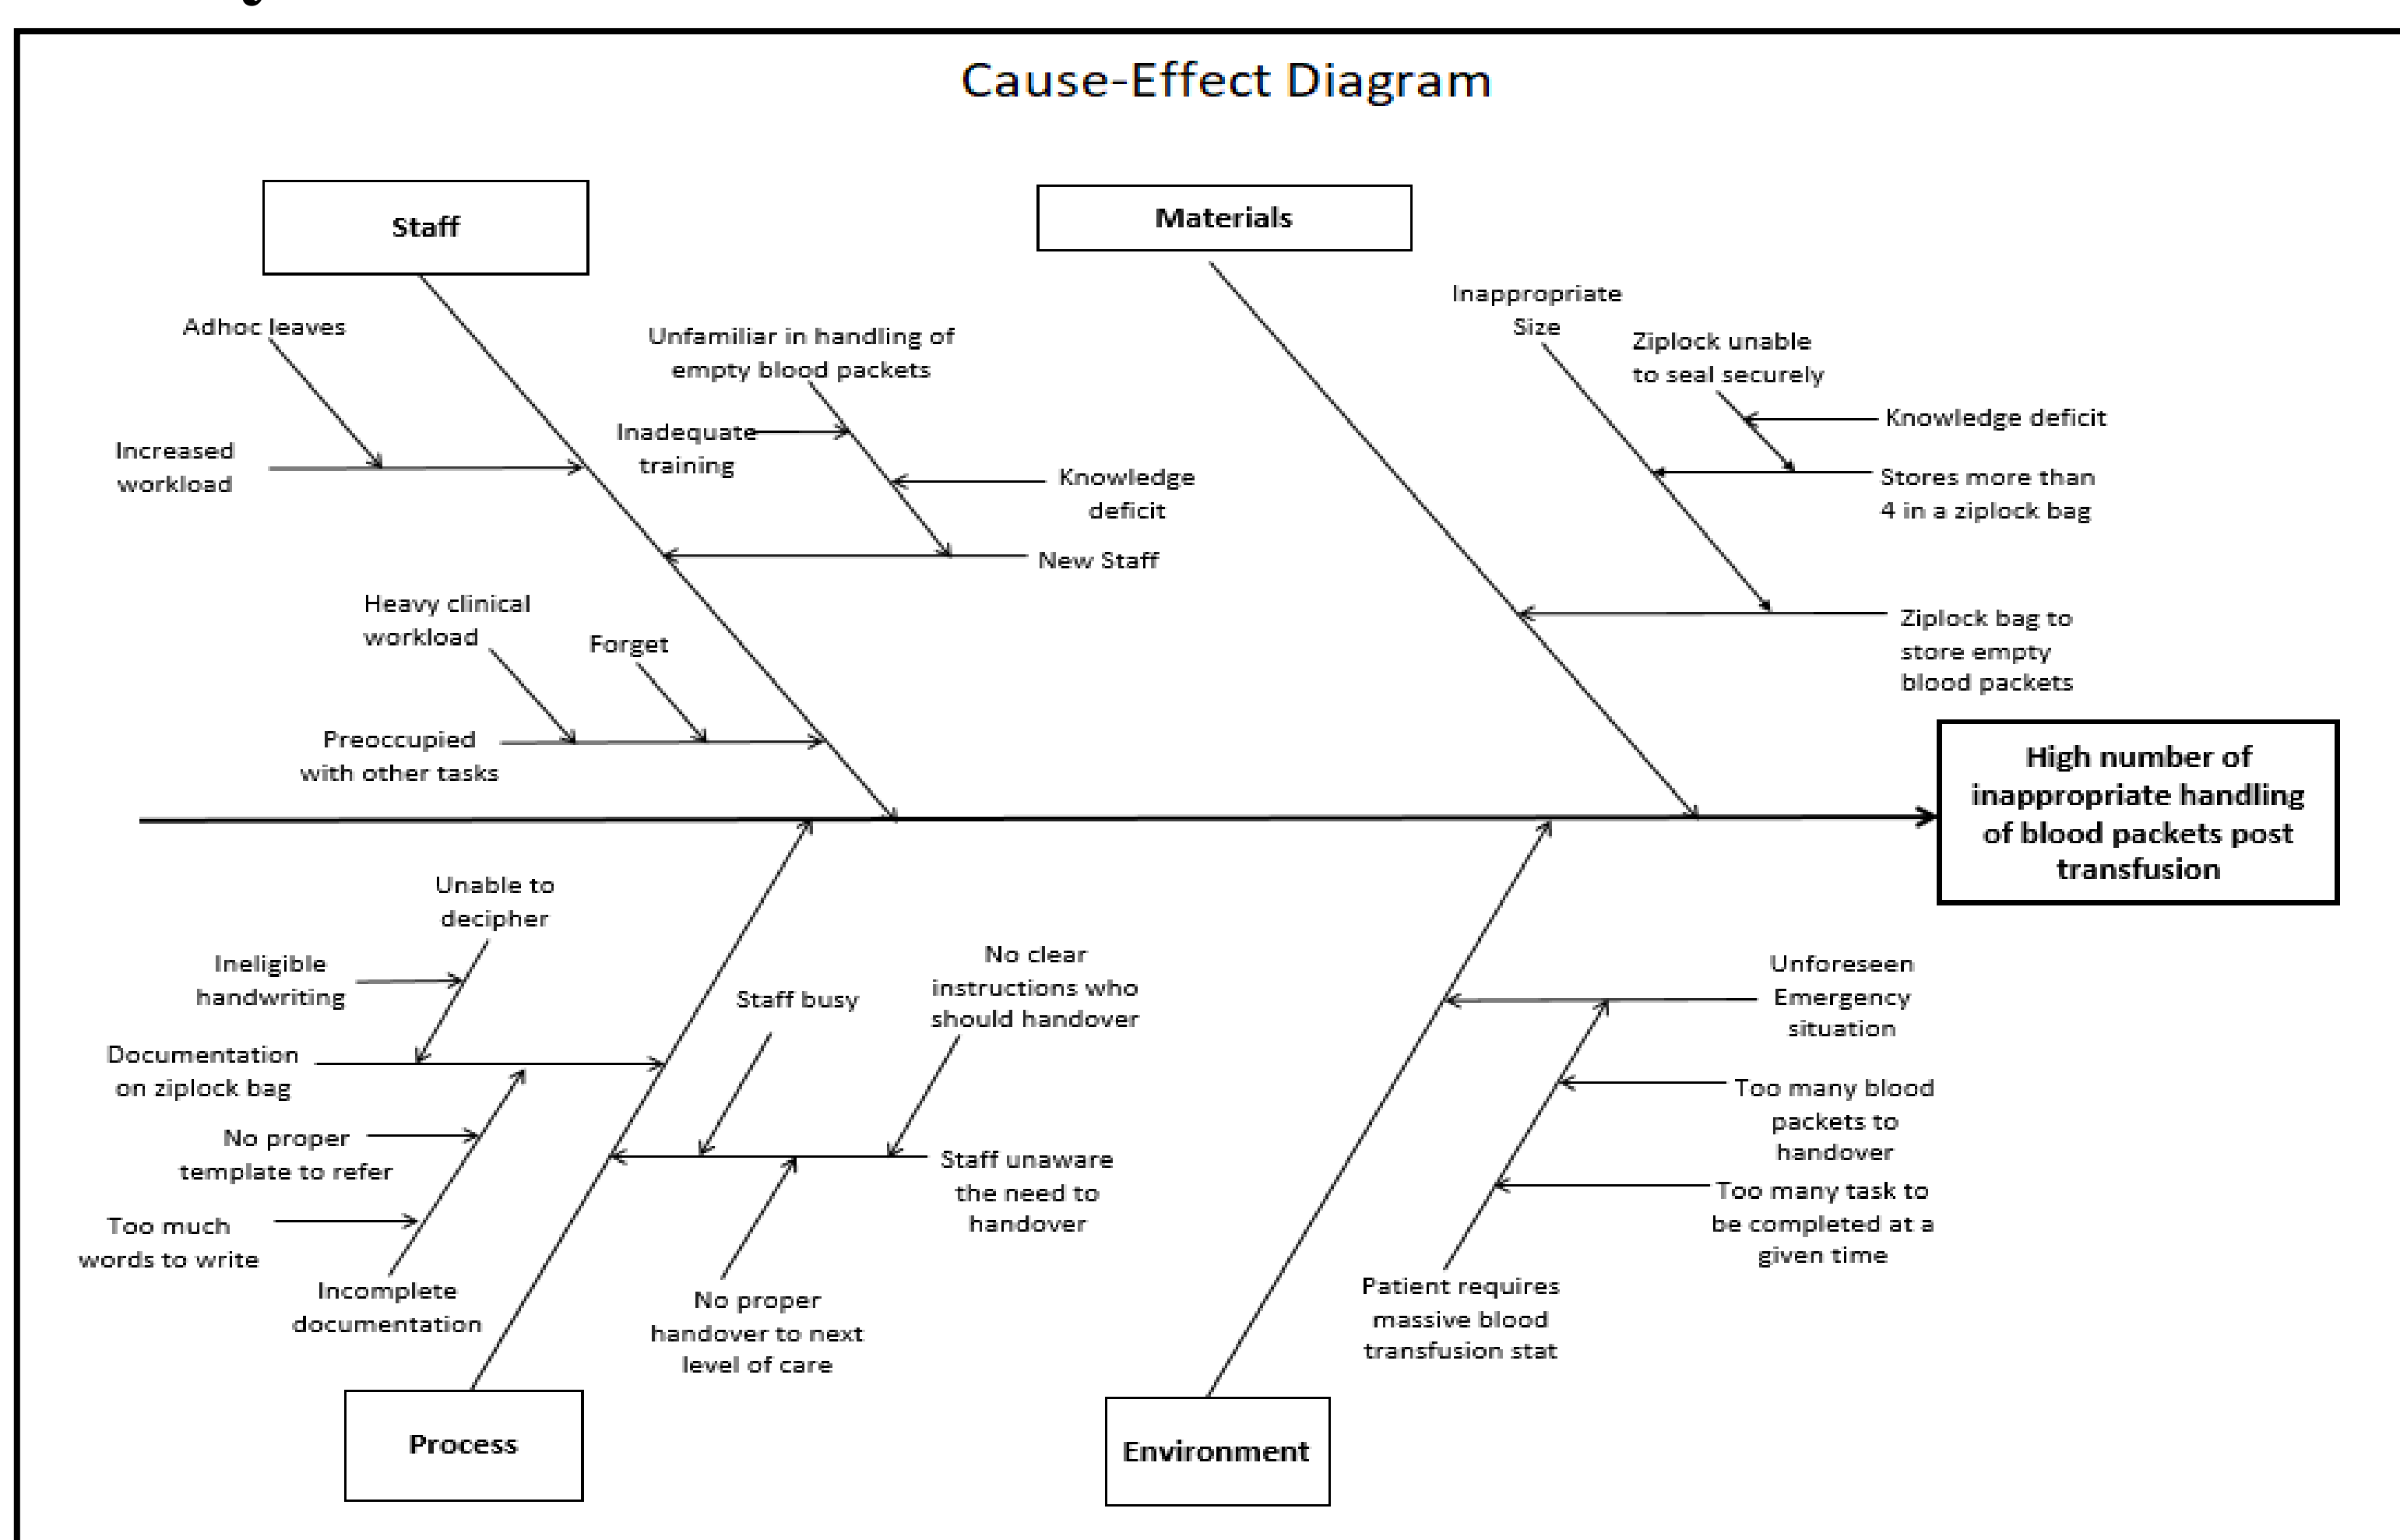 Cause-Effect Diagram
Staff
Materials
Adhoc leaves
Increased
workload
Unfamiliar in handling of
empty blood packets
Inadequate
training
Knowledge
deficit
New Staff
Heavy clinical
workload
Forget
Preoccupied
with other tasks
Inappropriate
Size
Ziplock unable
to seal securely
Knowledge deficit
Stores more than
4 in a ziplock bag
Ziplock bag to
store empty
blood packets
High number of
inappropriate handling
of blood packets post
transfusion
Unable to
decipher
Ineligible
handwriting
Documentation
on ziplock bag
No proper
template to refer
Too much
words to write
Incomplete
documentation
Staff busy
No clear
instructions who
should handover
Staff unaware
the need to
handover
No proper
handover to next
level of care
Unforeseen
Emergency
situation
Too many blood
packets to
handover
Too many task to
be completed at a
given time
Patient requires
massive blood
transfusion stat
Process
Environment